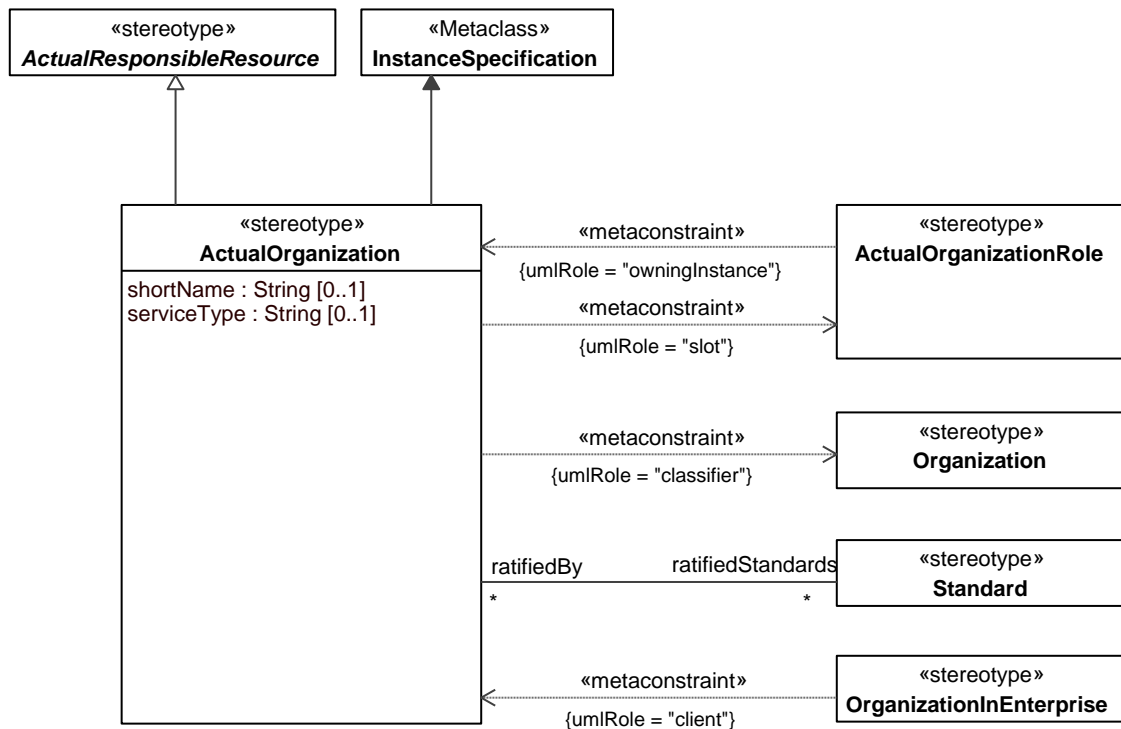 «stereotype»
ActualResponsibleResource
«Metaclass»
InstanceSpecification
«stereotype»
ActualOrganization
shortName : String [0..1]
serviceType : String [0..1]
«metaconstraint»
{umlRole = "owningInstance"}
«metaconstraint»
{umlRole = "slot"}
«stereotype»
ActualOrganizationRole
«metaconstraint»
{umlRole = "classifier"}
«stereotype»
Organization
ratifiedBy
ratifiedStandards
*
*
«stereotype»
Standard
«metaconstraint»
{umlRole = "client"}
«stereotype»
OrganizationInEnterprise